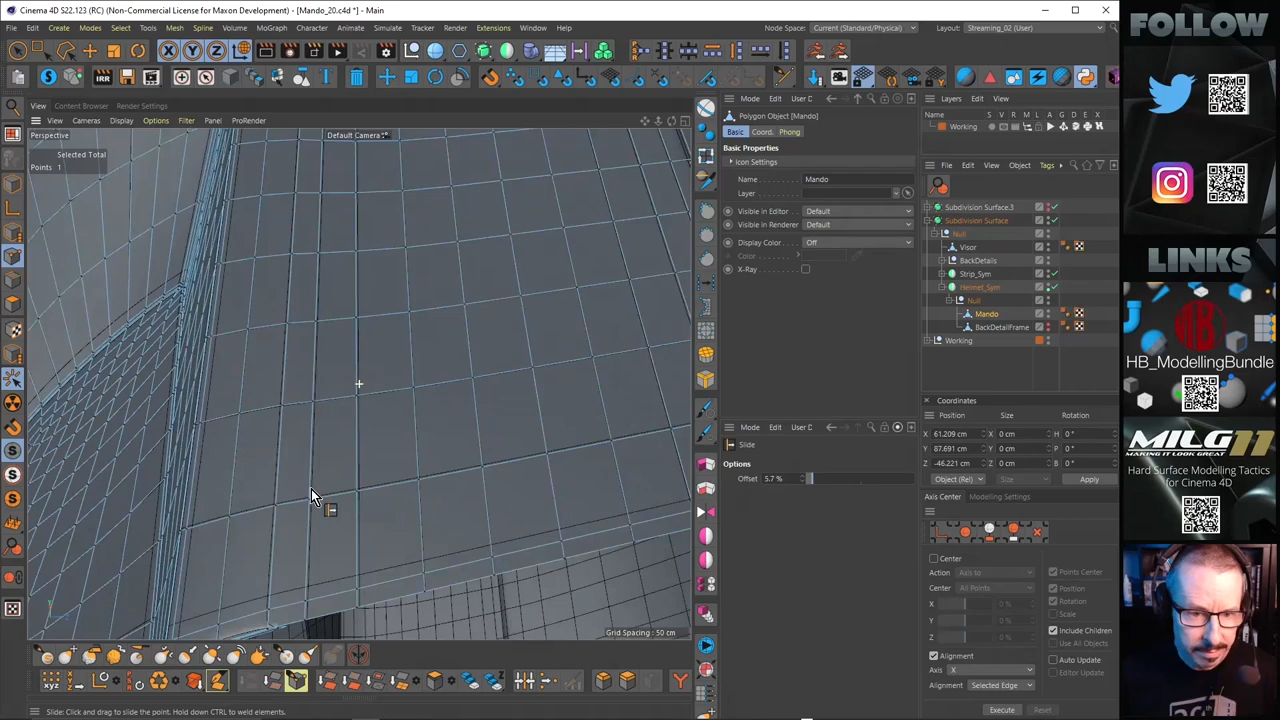 Cinema 4D S22.123 (RC) (Non-Commercial License for Maxon Development) - [Mando_20.c4d *] - Main
File Edit Create Modes Select Tools Mesh Spline Volume MoGraph Character Animate Simulate Tracker Render Extensions Window Help
Node Space: Current (Standard/Physical) Layout: Streaming_02 (User)
IRR
View Content Browser Render Settings
View Cameras Display Options Filter Panel ProRender
Perspective
Default Camera
Selected Total
Points 1
Grid Spacing : 50 cm
Slide: Click and drag to slide the point. Hold down CTRL to weld elements.
Mode Edit User D
Polygon Object [Mando]
Basic Coord. Phong
Basic Properties
Icon Settings
Name Mando
Layer
Visible in Editor Default
Visible in Renderer Default
Display Color Off
Color
X-Ray
Mode Edit User D
Slide
Options
Offset 5.7 %
Layers Edit View
Name S V R M L A G D E X
Working
File Edit View Object Tags
Subdivision Surface.3
Subdivision Surface
Null
Visor
BackDetails
Strip_Sym
Helmet_Sym
Null
Mando
BackDetailFrame
Working
Coordinates
Position Size Rotation
X 61.209 cm X 0 cm H 0 °
Y 87.691 cm Y 0 cm P 0 °
Z -46.221 cm Z 0 cm B 0 °
Object (Rel) Size Apply
Axis Center Modelling Settings
Center
Action Axis to
Center All Points
X 0 %
Y 0 %
Z 0 %
Points Center
Position
Rotation
Scale
Include Children
Use All Objects
Auto Update
Editor Update
Alignment
Axis X
Alignment Selected Edge
Execute Reset
FOLLOW
LINKS
HB_ModellingBundle
MILG11
MAKING IT LOOK GREAT
Hard Surface Modelling Tactics
for Cinema 4D